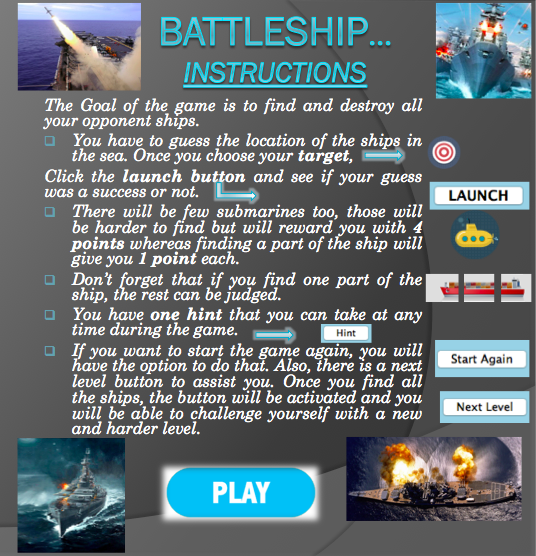 BATTLESHIP...
INSTRUCTIONS
The Goal of the game is to find and destroy all
your opponent ships.
You have to guess the location of the ships in
the sea. Once you choose your target,
Click the launch button and see if your guess
was a success or not.
LAUNCH
There will be few submarines too, those will
be harder to find but will reward you with 4
points whereas finding a part of the ship will
give you 1 point each.
Don't forget that if you find one part of the
ship, the rest can be judged.
You have one hint that you can take at any
time during the game.
Hint
If you want to start the game again, you will
have the option to do that. Also, there is a next
level button to assist you. Once you find all
the ships, the button will be activated and you
will be able to challenge yourself with a new
and harder level.
Start Again
Next Level
PLAY